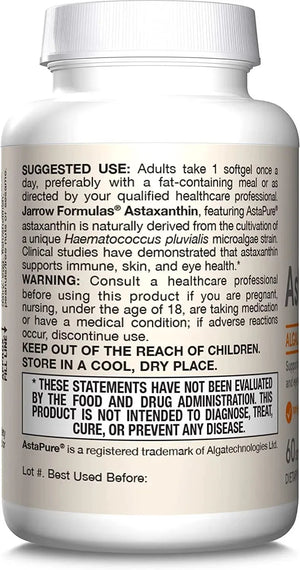 SUGGESTED USE: Adults take 1 softgel once a
day, preferably with a fat-containing meal or as
directed by your qualified healthcare professional.
Jarrow Formulas® Astaxanthin, featuring AstaPure®
astaxanthin is naturally derived from the cultivation of
a unique Haematococcus pluvialis microalgae strain.
Clinical studies have demonstrated that astaxanthin
supports immune, skin, and eye health.*
WARNING: Consult a healthcare professional
before using this product if you are pregnant,
nursing, under the age of 18, are taking medication
or have a medical condition; if adverse reactions
occur, discontinue use.
KEEP OUT OF THE REACH OF CHILDREN.
STORE IN A COOL, DRY PLACE.
* THESE STATEMENTS HAVE NOT BEEN EVALUATED
BY THE FOOD AND DRUG ADMINISTRATION. THIS
PRODUCT IS NOT INTENDED TO DIAGNOSE, TREAT,
CURE, OR PREVENT ANY DISEASE.
AstaPure® is a registered trademark of Algatechnologies Ltd.
Lot #. Best Used Before:
As
60